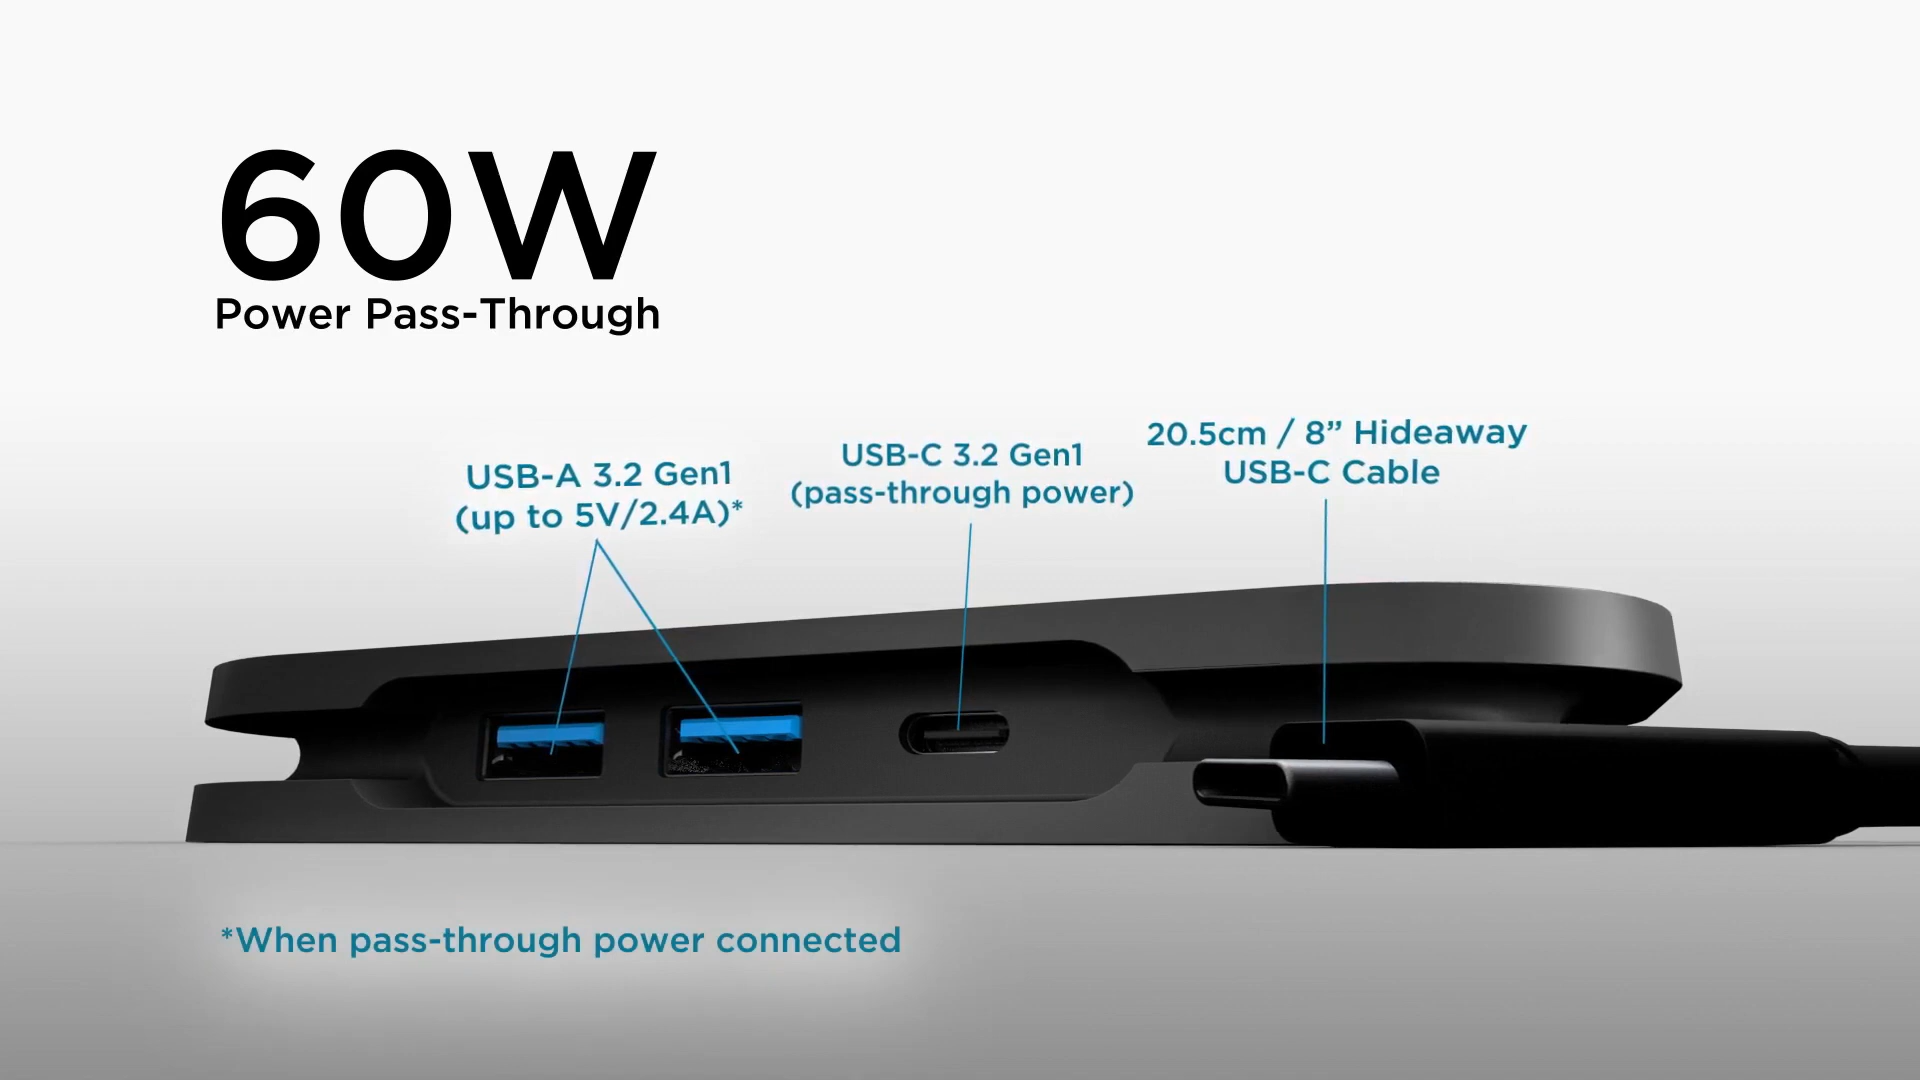 60W
Power Pass-Through
USB-A 3.2 Gen1
(up to 5V/2.4A)*
USB-C 3.2 Gen1
(pass-through power)
20.5cm / 8” Hideaway
USB-C Cable
*When pass-through power connected